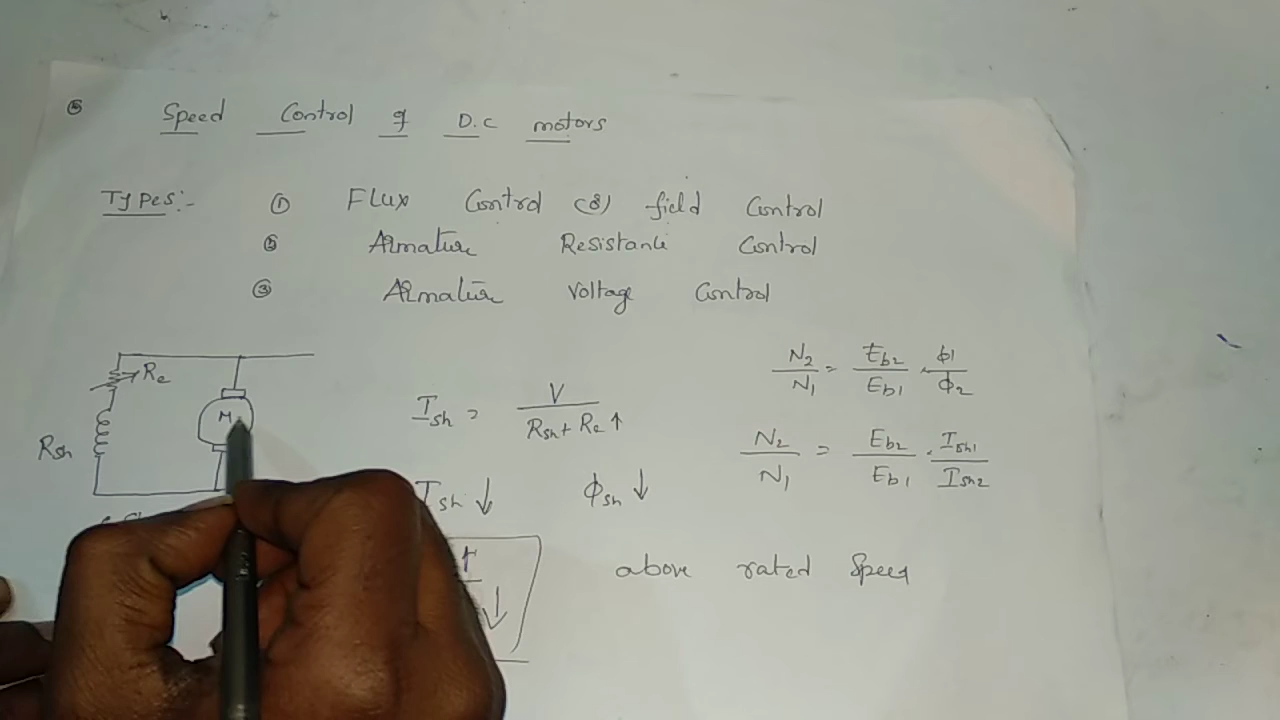 ⑤ Speed Control of D.C motors
Types:- ① Flux Control (or) field Control
② Armature Resistance Control
③ Armature Voltage Control
Re
M
Rsh
Ish = V / (Rsh + Re ↑)
Ish ↓ ϕsh ↓
N2/N1 = Eb2/Eb1 . ϕ1/ϕ2
N2/N1 = Eb2/Eb1 . Ish1/Ish2
above rated Speed